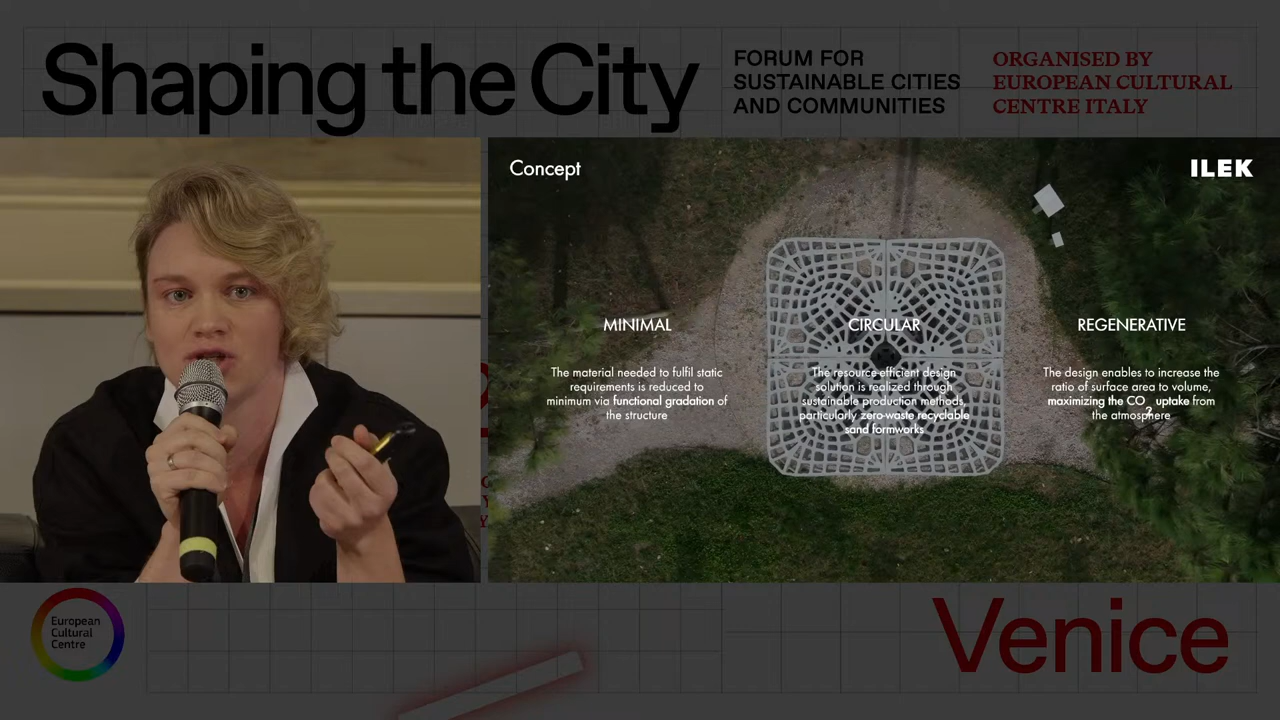 Shaping the City
FORUM FOR
SUSTAINABLE CITIES
AND COMMUNITIES
ORGANISED BY
EUROPEAN CULTURAL
CENTRE ITALY
Concept
ILEK
MINIMAL
The material needed to fulfil static
requirements is reduced to
minimum via functional gradation of
the structure
CIRCULAR
The resource-efficient design
solution is realized through
sustainable production methods,
particularly zero-waste recyclable
sand formworks
REGENERATIVE
The design enables to increase the
ratio of surface area to volume,
maximizing the CO2 uptake from
the atmosphere
European
Cultural
Centre
Venice